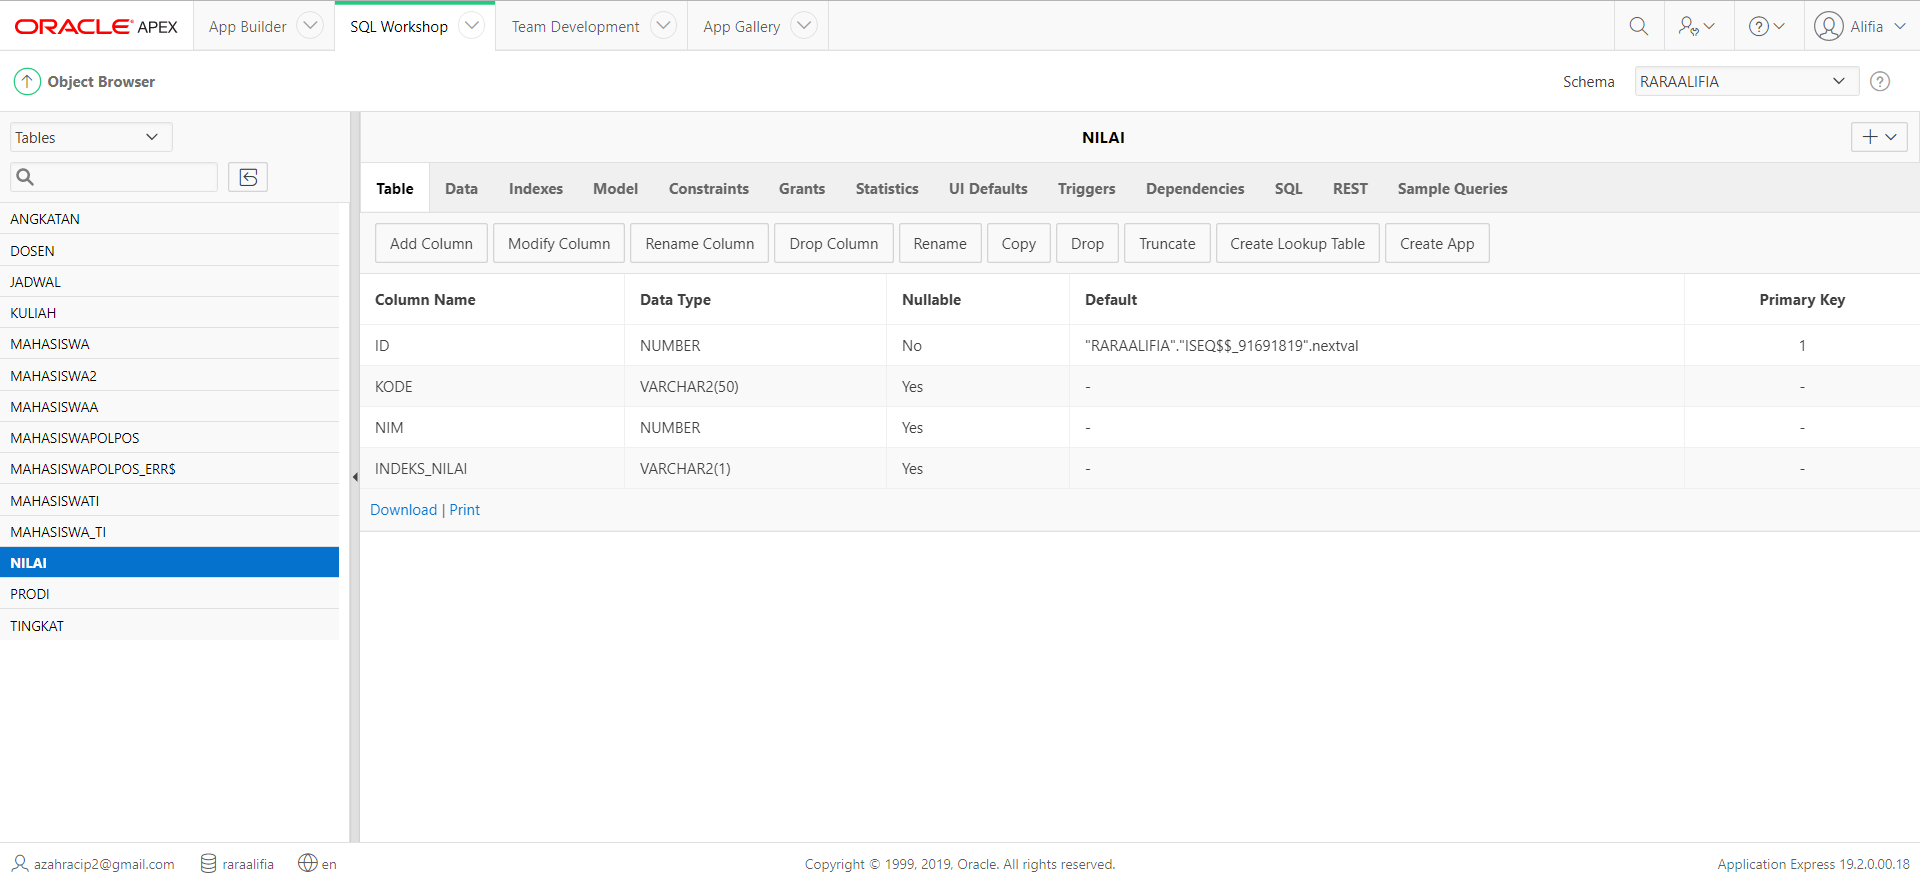 ORACLE® APEX App Builder SQL Workshop Team Development App Gallery Alifia
Object Browser Schema RARAALIFIA
Tables
NILAI
Table Data Indexes Model Constraints Grants Statistics UI Defaults Triggers Dependencies SQL REST Sample Queries
Add Column Modify Column Rename Column Drop Column Rename Copy Drop Truncate Create Lookup Table Create App
ANGKATAN
DOSEN
JADWAL
KULIAH
MAHASISWA
MAHASISWA2
MAHASISWAA
MAHASISWAPOLPOS
MAHASISWAPOLPOS_ERR$
MAHASISWATI
MAHASISWA_TI
NILAI
PRODI
TINGKAT
Column Name Data Type Nullable Default Primary Key
ID NUMBER No "RARAALIFIA"."ISEQ$$_91691819".nextval 1
KODE VARCHAR2(50) Yes - -
NIM NUMBER Yes - -
INDEKS_NILAI VARCHAR2(1) Yes - -
Download | Print
azahracip2@gmail.com raraalifia en Copyright © 1999, 2019, Oracle. All rights reserved. Application Express 19.2.0.00.18